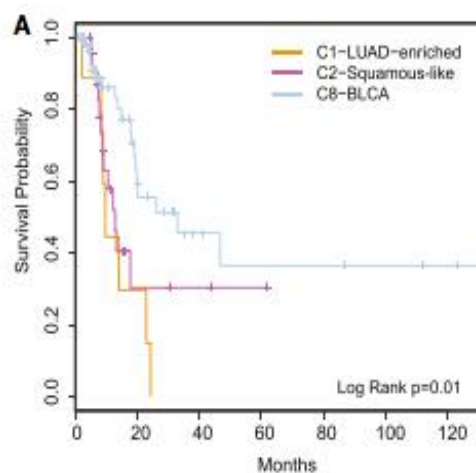 A
C1−LUAD−enriched
C2−Squamous−like
C8−BLCA
Survival Probability
1.0
0.8
0.6
0.4
0.2
0.0
Log Rank p=0.01
0 20 40 60 80 100 120
Months